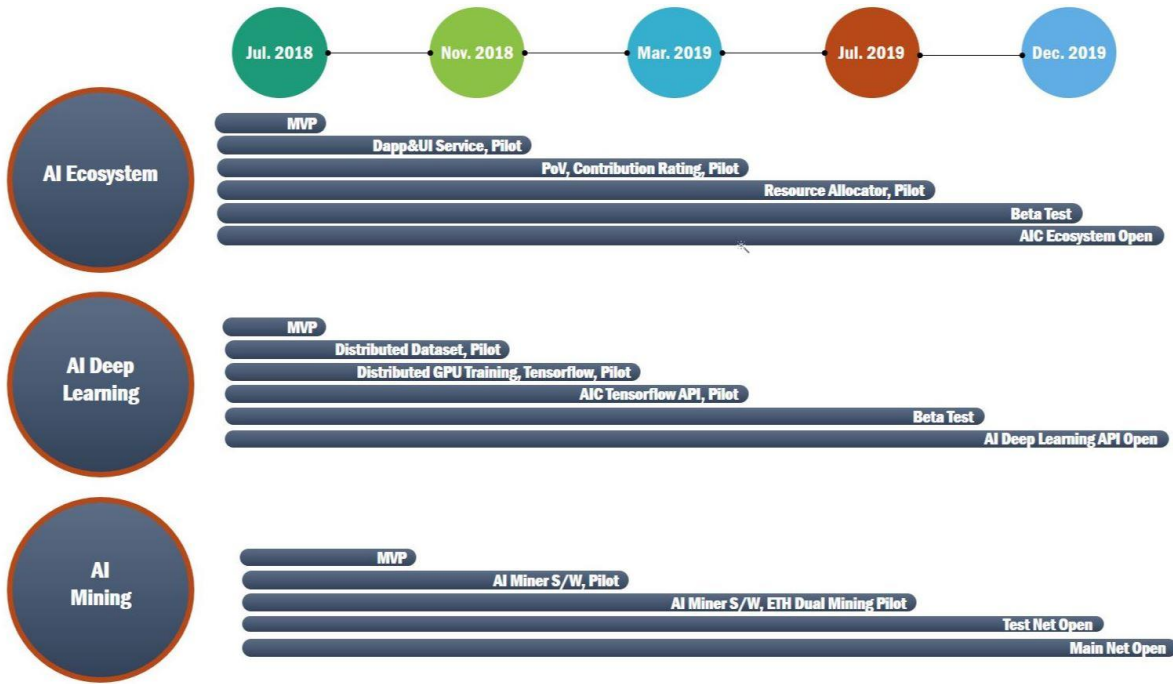 Jul. 2018
Nov. 2018
Mar. 2019
Jul. 2019
Dec. 2019
AI Ecosystem
MVP
Dapp&UI Service, Pilot
PoV, Contribution Rating, Pilot
Resource Allocator, Pilot
Beta Test
AIC Ecosystem Open
AI Deep
Learning
MVP
Distributed Dataset, Pilot
Distributed GPU Training, Tensorflow, Pilot
AIC Tensorflow API, Pilot
Beta Test
AI Deep Learning API Open
AI
Mining
MVP
AI Miner S/W, Pilot
AI Miner S/W, ETH Dual Mining Pilot
Test Net Open
Main Net Open